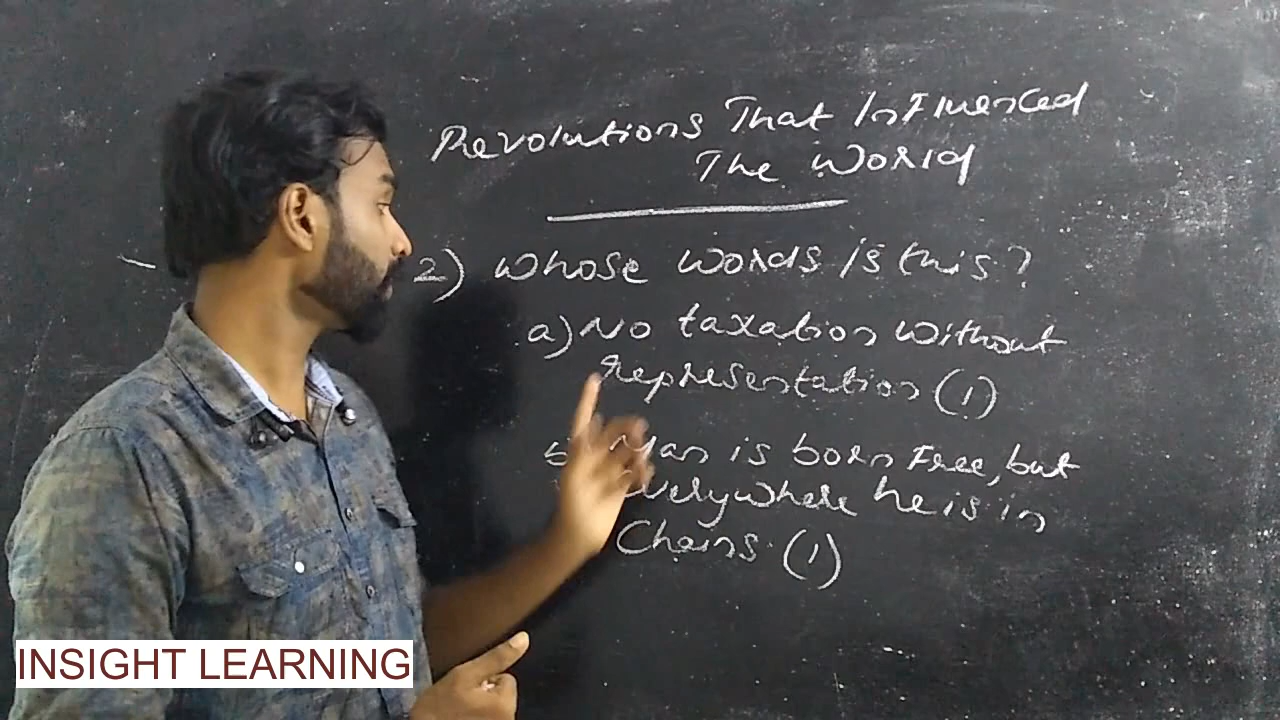 Revolutions That Influenced
The World
2) Whose words is this?
a) No taxation without
representation (1)
b) Man is born Free, but
everywhere he is in
Chains. (1)
INSIGHT LEARNING